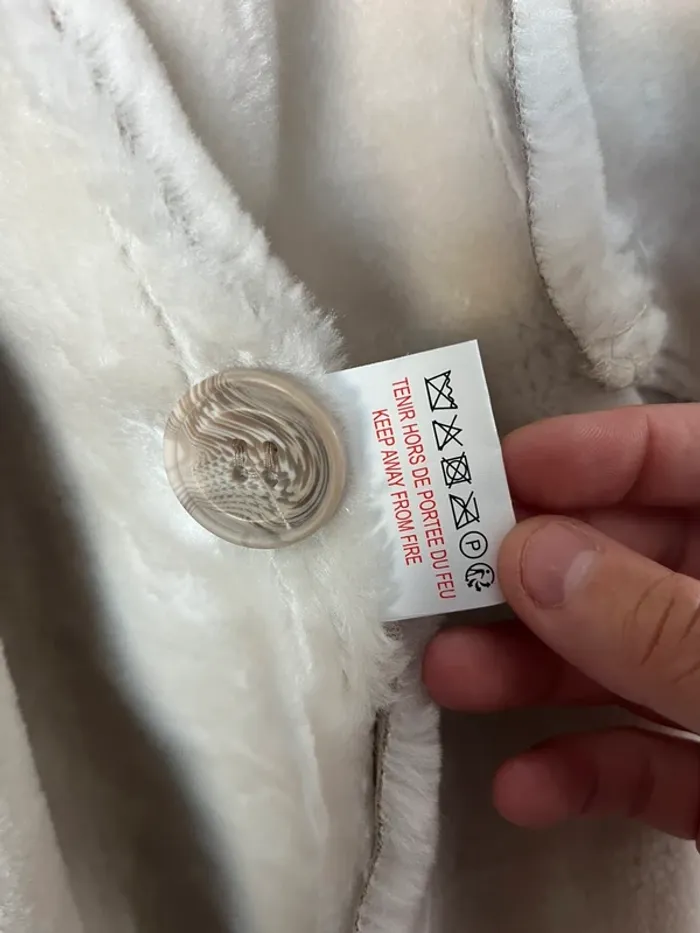 P
TENIR HORS DE PORTEE DU FEU
KEEP AWAY FROM FIRE